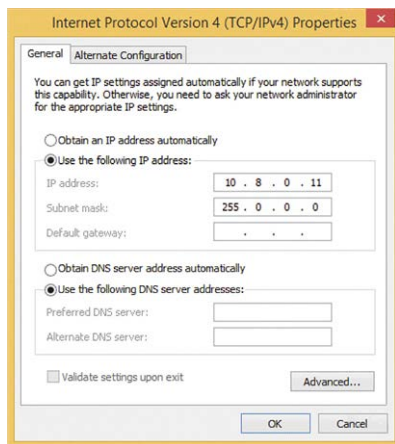 Internet Protocol Version 4 (TCP/IPv4) Properties
General
Alternate Configuration
You can get IP settings assigned automatically if your network supports
this capability. Otherwise, you need to ask your network administrator
for the appropriate IP settings.
Obtain an IP address automatically
Use the following IP address:
IP address: 10 . 8 . 0 . 11
Subnet mask: 255 . 0 . 0 . 0
Default gateway: . . .
Obtain DNS server address automatically
Use the following DNS server addresses:
Preferred DNS server:
Alternate DNS server:
Validate settings upon exit
Advanced...
OK
Cancel